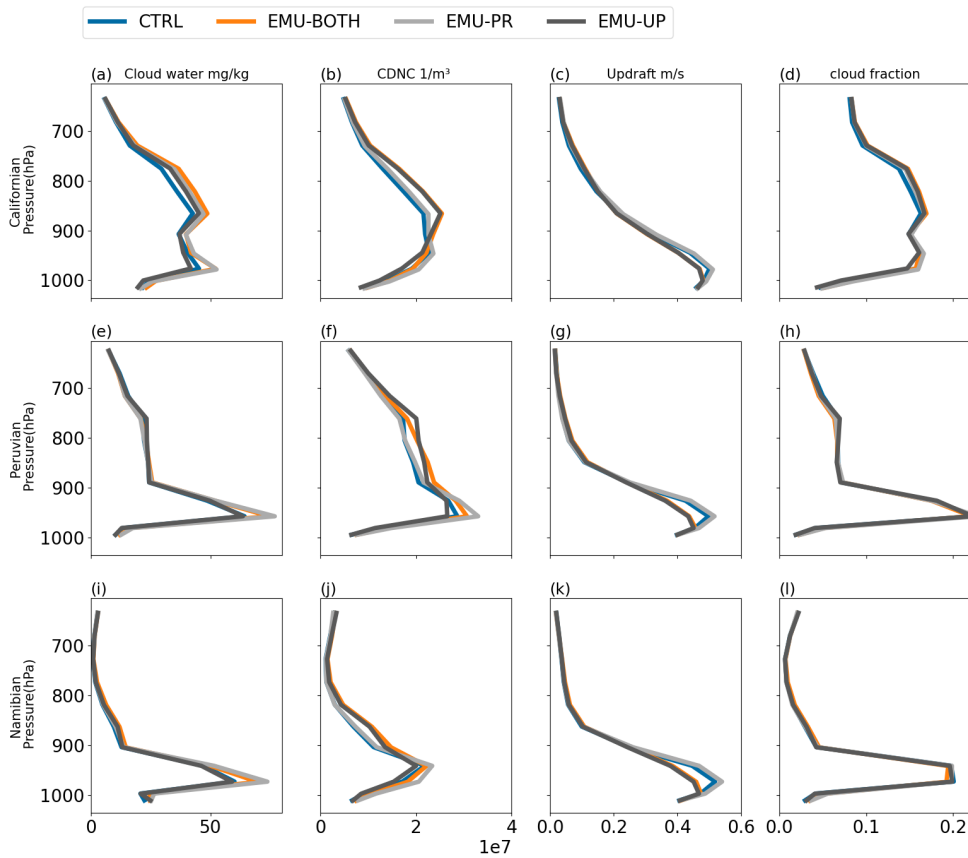 CTRL EMU-BOTH EMU-PR EMU-UP
(a) Cloud water mg/kg (b) CDNC 1/m³ (c) Updraft m/s (d) cloud fraction
Californian
Pressure(hPa)
700
800
900
1000
(e) (f) (g) (h)
Peruvian
Pressure(hPa)
700
800
900
1000
(i) (j) (k) (l)
Namibian
Pressure(hPa)
700
800
900
1000
0 50 0 2 4 0.0 0.2 0.4 0.6 0.0 0.1 0.2
1e7